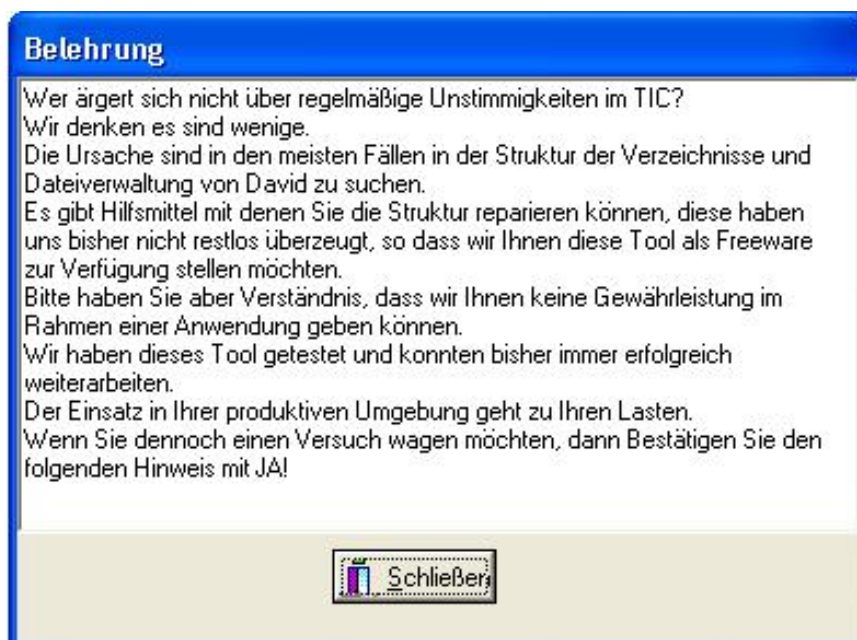 Belehrung
Wer ärgert sich nicht über regelmäßige Unstimmigkeiten im TIC?
Wir denken es sind wenige.
Die Ursache sind in den meisten Fällen in der Struktur der Verzeichnisse und
Dateiverwaltung von David zu suchen.
Es gibt Hilfsmittel mit denen Sie die Struktur reparieren können, diese haben
uns bisher nicht restlos überzeugt, so dass wir Ihnen diese Tool als Freeware
zur Verfügung stellen möchten.
Bitte haben Sie aber Verständnis, dass wir Ihnen keine Gewährleistung im
Rahmen einer Anwendung geben können.
Wir haben dieses Tool getestet und konnten bisher immer erfolgreich
weiterarbeiten.
Der Einsatz in Ihrer produktiven Umgebung geht zu Ihren Lasten.
Wenn Sie dennoch einen Versuch wagen möchten, dann Bestätigen Sie den
folgenden Hinweis mit JA!
Schließen